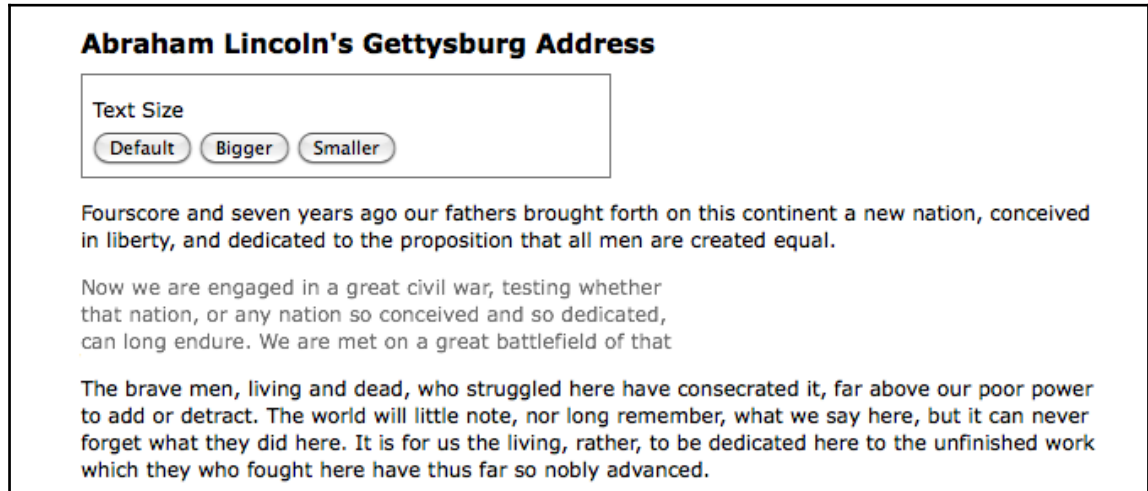 Abraham Lincoln's Gettysburg Address
Text Size
Default Bigger Smaller
Fourscore and seven years ago our fathers brought forth on this continent a new nation, conceived
in liberty, and dedicated to the proposition that all men are created equal.
Now we are engaged in a great civil war, testing whether
that nation, or any nation so conceived and so dedicated,
can long endure. We are met on a great battlefield of that
The brave men, living and dead, who struggled here have consecrated it, far above our poor power
to add or detract. The world will little note, nor long remember, what we say here, but it can never
forget what they did here. It is for us the living, rather, to be dedicated here to the unfinished work
which they who fought here have thus far so nobly advanced.